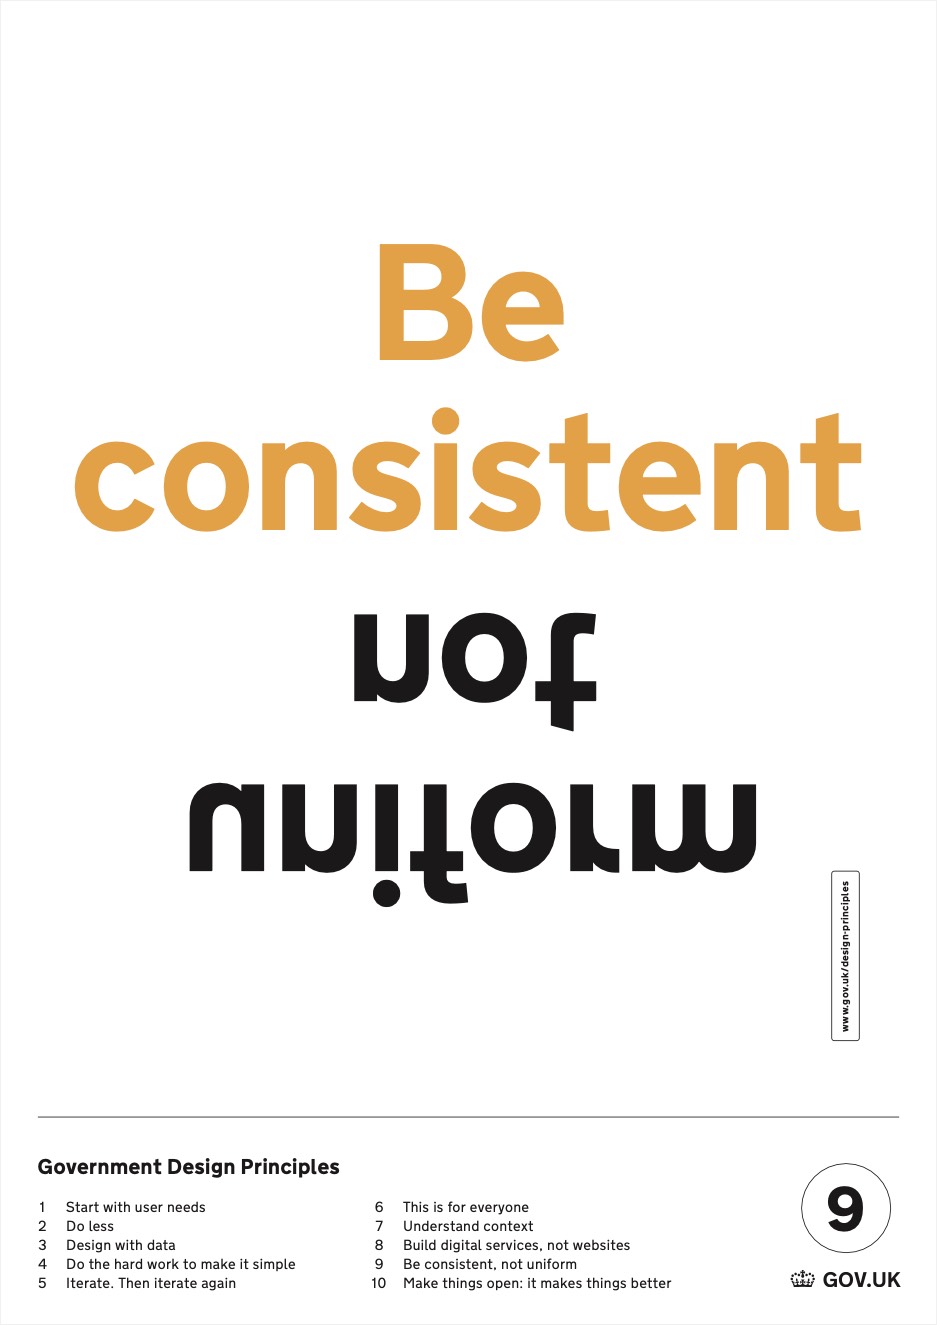 Be
consistent
not
uniform
www.gov.uk/design-principles
Government Design Principles
1 Start with user needs
2 Do less
3 Design with data
4 Do the hard work to make it simple
5 Iterate. Then iterate again
6 This is for everyone
7 Understand context
8 Build digital services, not websites
9 Be consistent, not uniform
10 Make things open: it makes things better
9
GOV.UK